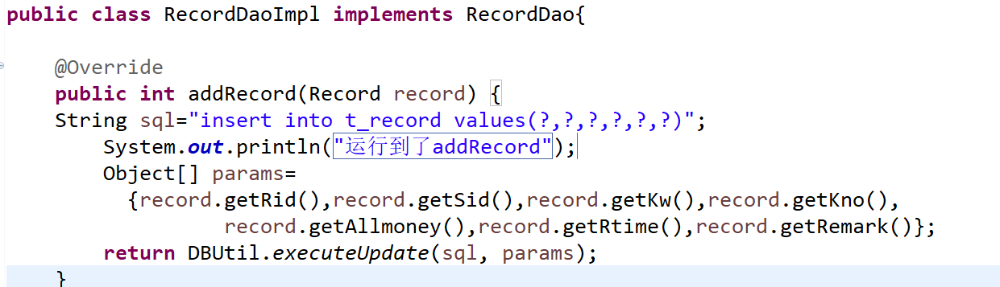 public class RecordDaoImpl implements RecordDao{
@Override
public int addRecord(Record record) {
String sql="insert into t_record values(?,?,?,?,?,?)";
System.out.println("运行到了addRecord");
Object[] params=
{record.getRid(),record.getSid(),record.getKw(),record.getKno(),
record.getAllmoney(),record.getRtime(),record.getRemark()};
return DBUtil.executeUpdate(sql, params);
}